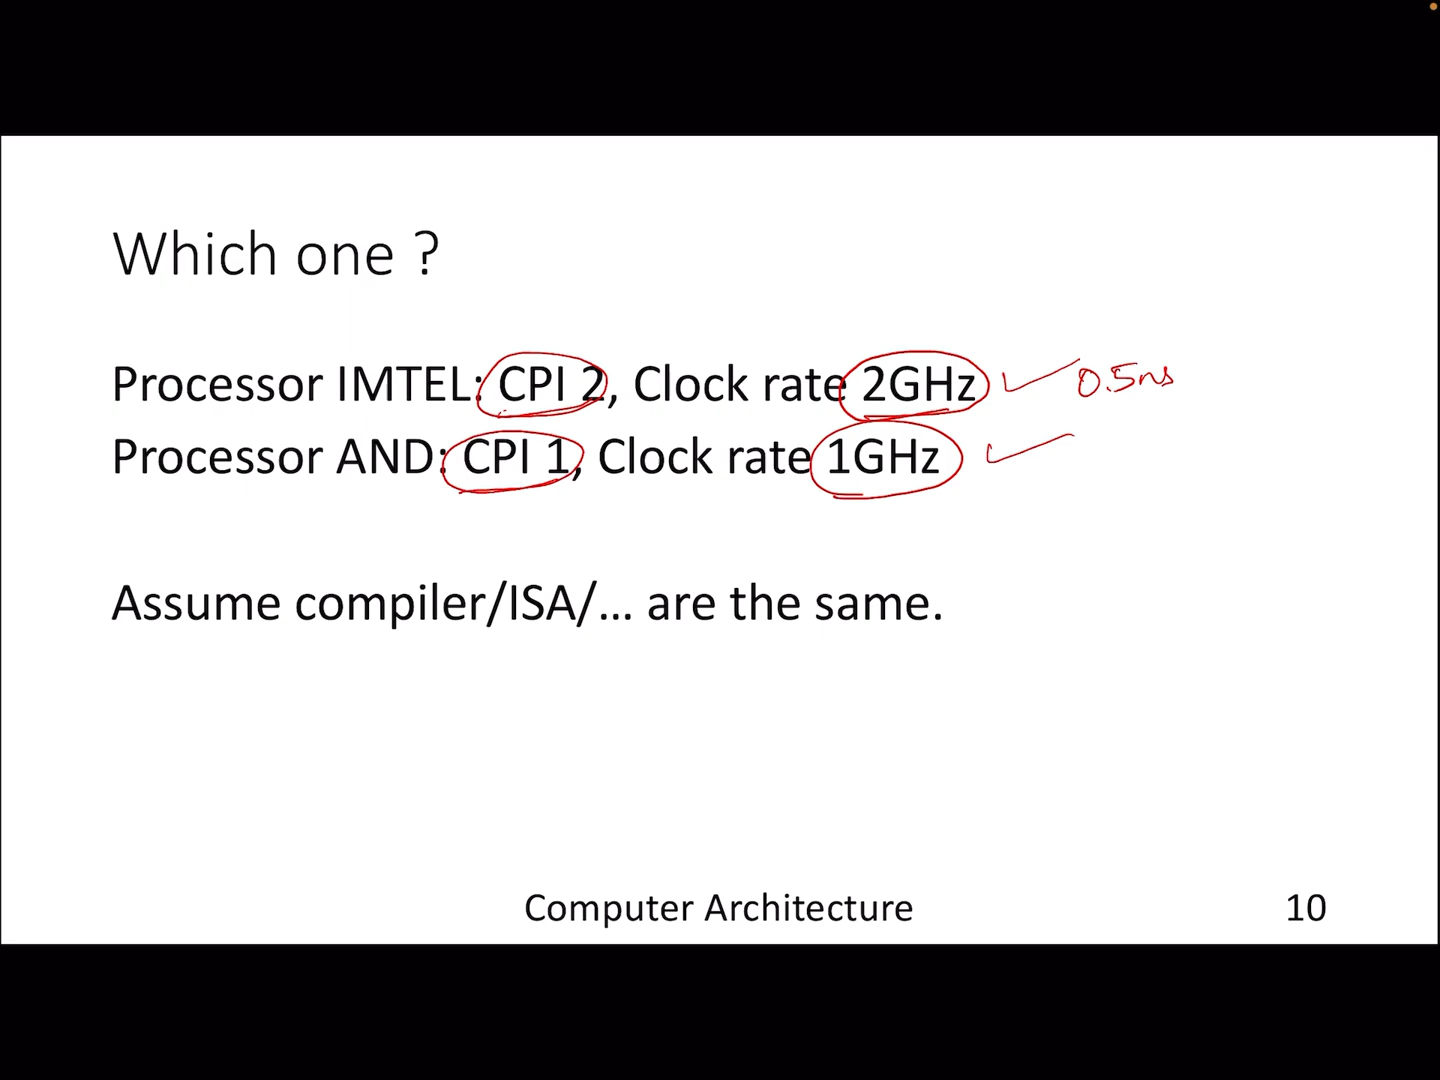 Which one ?
Processor IMTEL: CPI 2, Clock rate 2GHz 0.5ns
Processor AND: CPI 1, Clock rate 1GHz
Assume compiler/ISA/... are the same.
Computer Architecture 10